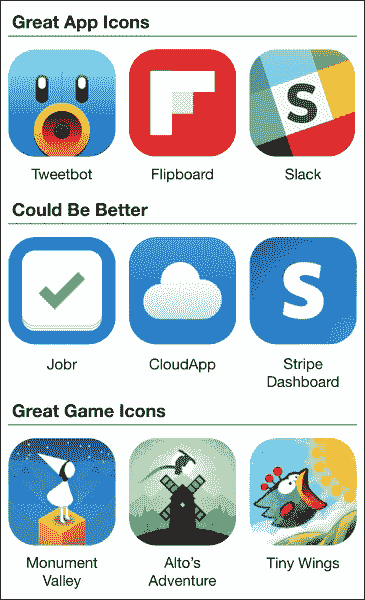 Great App Icons
Tweetbot
Flipboard
S
Slack
Could Be Better
Jobr
CloudApp
S
Stripe
Dashboard
Great Game Icons
Monument
Valley
Alto's
Adventure
Tiny Wings